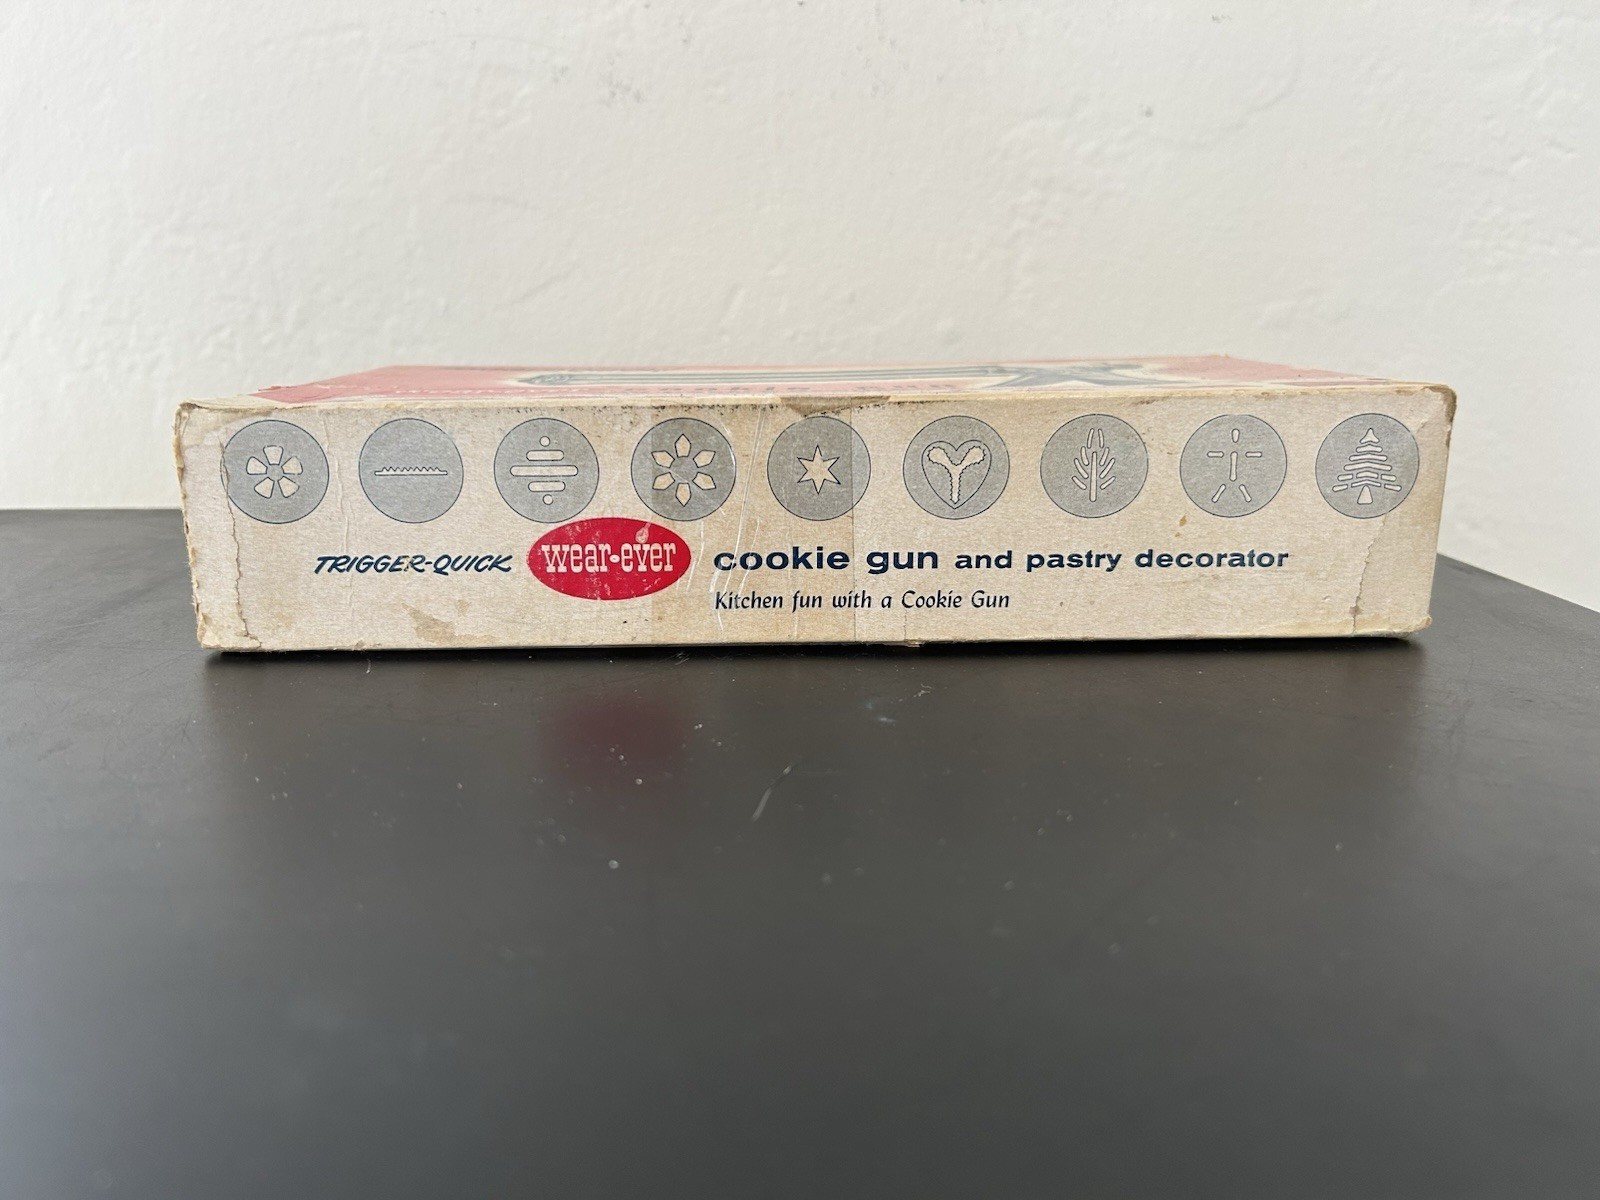 TRIGGER-QUICK wear-ever cookie gun and pastry decorator
Kitchen fun with a Cookie Gun